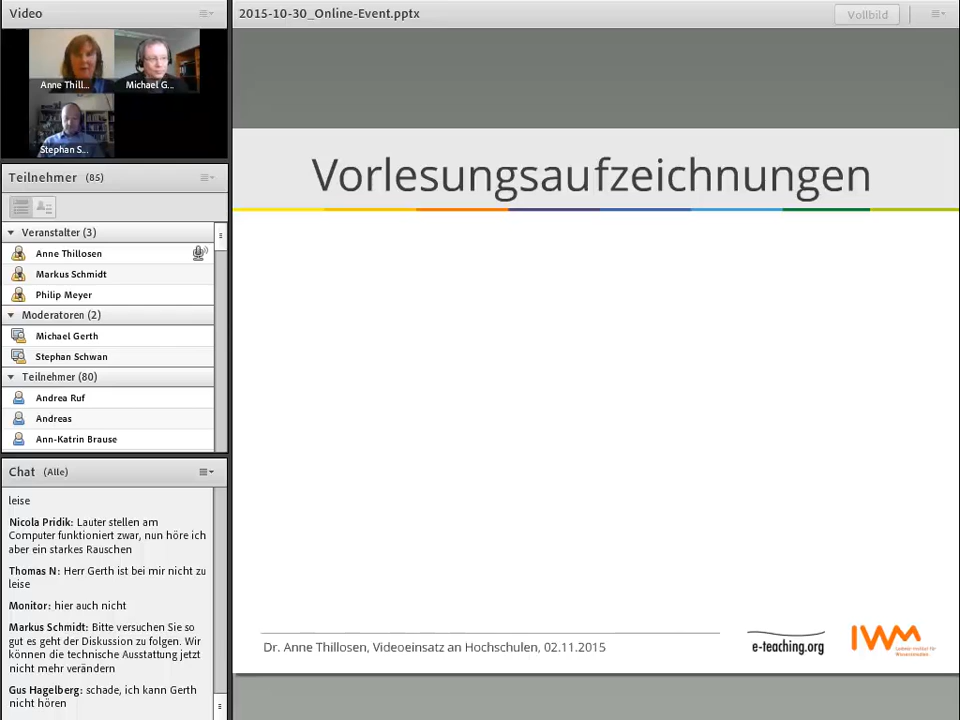 Video
Anne Thill...
Michael G...
Stephan S...
Teilnehmer (85)
Veranstalter (3)
Anne Thillosen
Markus Schmidt
Philip Meyer
Moderatoren (2)
Michael Gerth
Stephan Schwan
Teilnehmer (80)
Andrea Ruf
Andreas
Ann-Katrin Brause
Chat (Alle)
leise
Nicola Pridik: Lauter stellen am
Computer funktioniert zwar, nun höre ich
aber ein starkes Rauschen
Thomas N: Herr Gerth ist bei mir nicht zu
leise
Monitor: hier auch nicht
Markus Schmidt: Bitte versuchen Sie so
gut es geht der Diskussion zu folgen. Wir
können die technische Ausstattung jetzt
nicht mehr verändern
Gus Hagelberg: schade, ich kann Gerth
nicht hören
2015-10-30_Online-Event.pptx
Vollbild
Vorlesungsaufzeichnungen
Dr. Anne Thillosen, Videoeinsatz an Hochschulen, 02.11.2015
e-teaching.org
IWM
Leibniz-Institut für
Wissensmedien